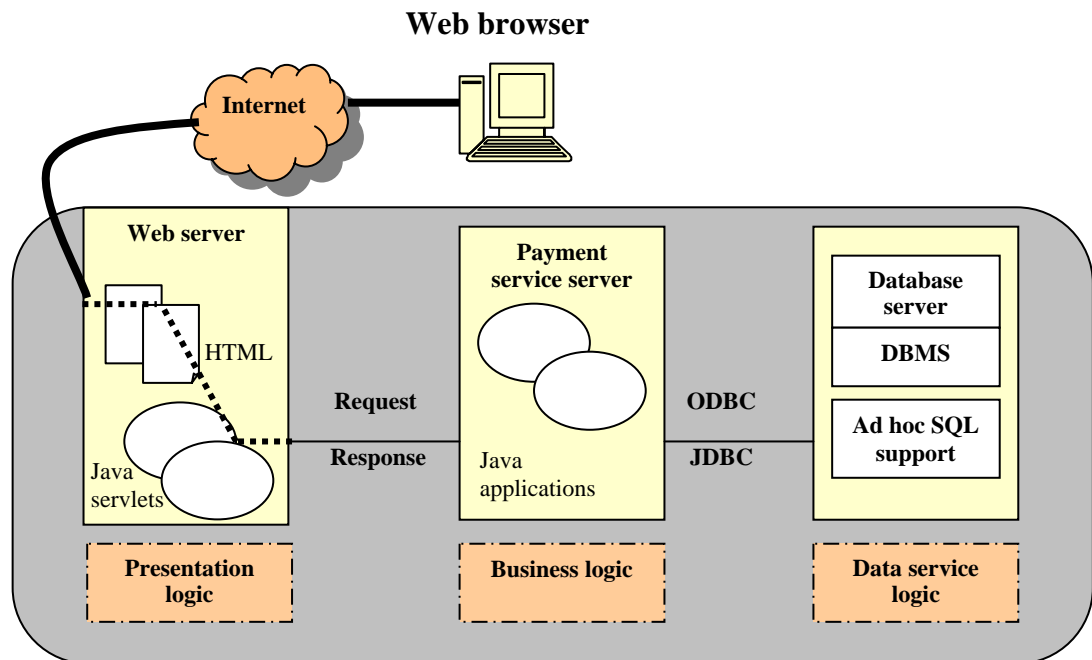 Web browser
Internet
Web server
HTML
Java
servlets
Request
Response
Payment
service server
Java
applications
ODBC
JDBC
Database
server
DBMS
Ad hoc SQL
support
Presentation
logic
Business logic
Data service
logic